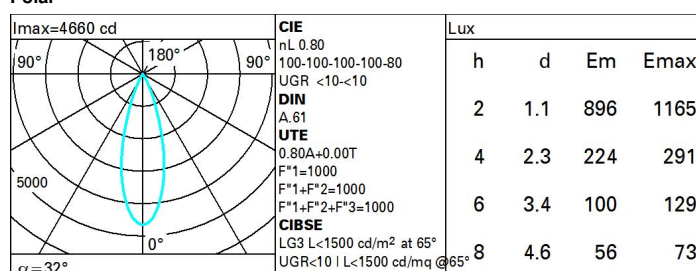 Polar
Imax=4660 cd
90° 180° 90°
5000
0°
α=32°
CIE
nL 0.80
100-100-100-100-80
UGR <10-<10
DIN
A.61
UTE
0.80A+0.00T
F"1=1000
F"1+F"2=1000
F"1+F"2+F"3=1000
CIBSE
LG3 L<1500 cd/m² at 65°
UGR<10 | L<1500 cd/mq @65°
Lux
h d Em Emax
2 1.1 896 1165
4 2.3 224 291
6 3.4 100 129
8 4.6 56 73